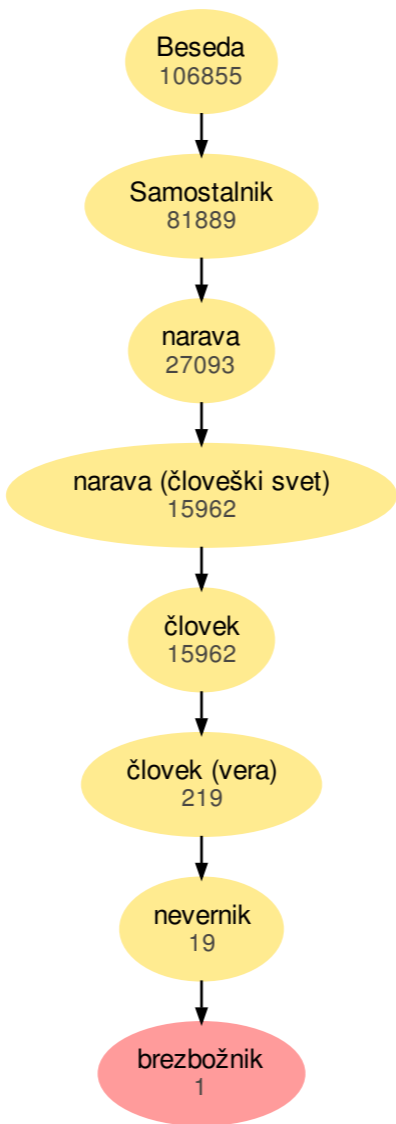 Beseda
106855
Samostalnik
81889
narava
27093
narava (človeški svet)
15962
človek
15962
človek (vera)
219
nevernik
19
brezbožnik
1